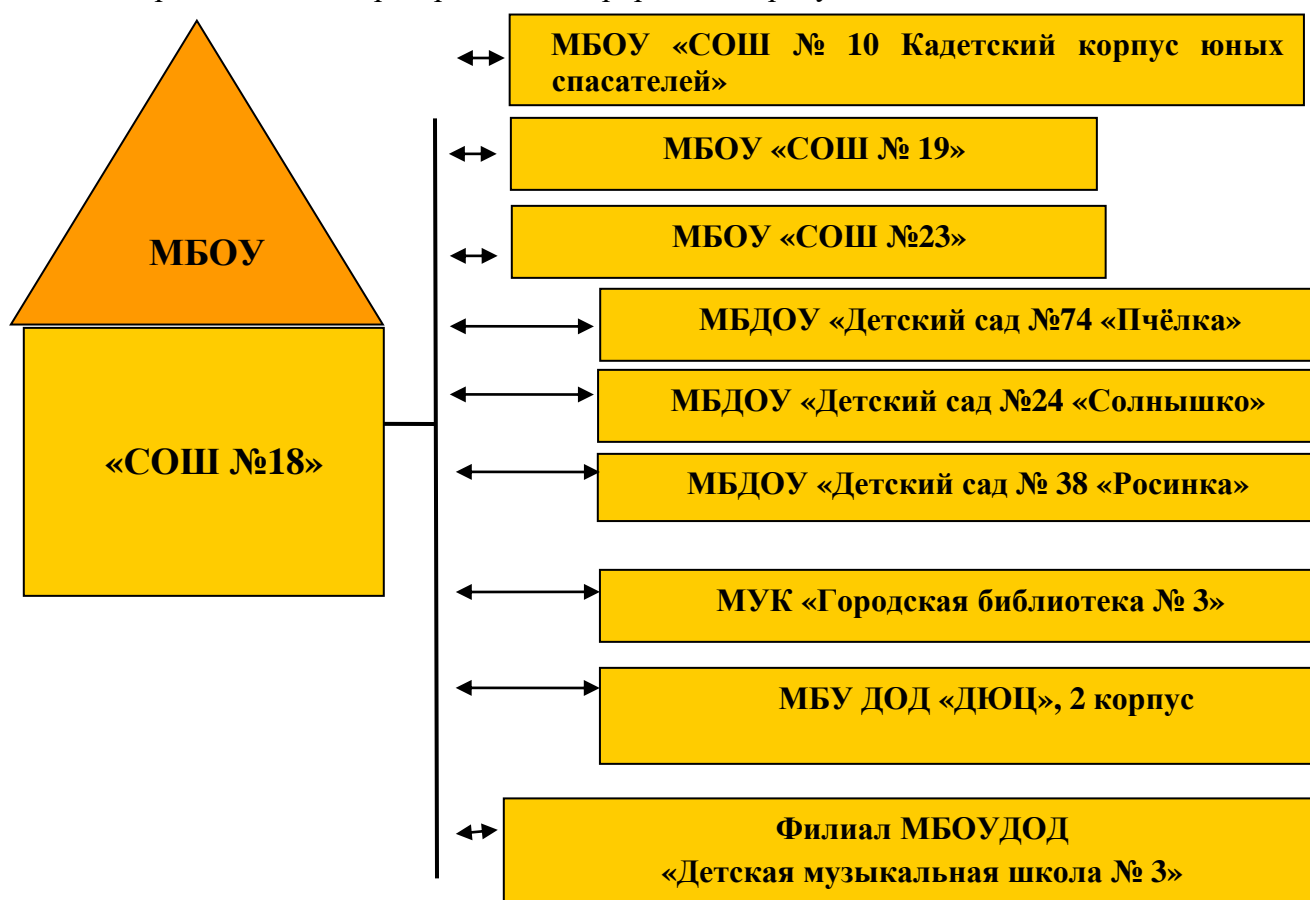 МБОУ «СОШ № 10 Кадетский корпус юных
спасателей»
МБОУ «СОШ № 19»
МБОУ «СОШ №23»
МБОУ
МБДОУ «Детский сад №74 «Пчёлка»
МБДОУ «Детский сад №24 «Солнышко»
«СОШ №18»
МБДОУ «Детский сад № 38 «Росинка»
МУК «Городская библиотека № 3»
МБУ ДОД «ДЮЦ», 2 корпус
Филиал МБОУДОД
«Детская музыкальная школа № 3»